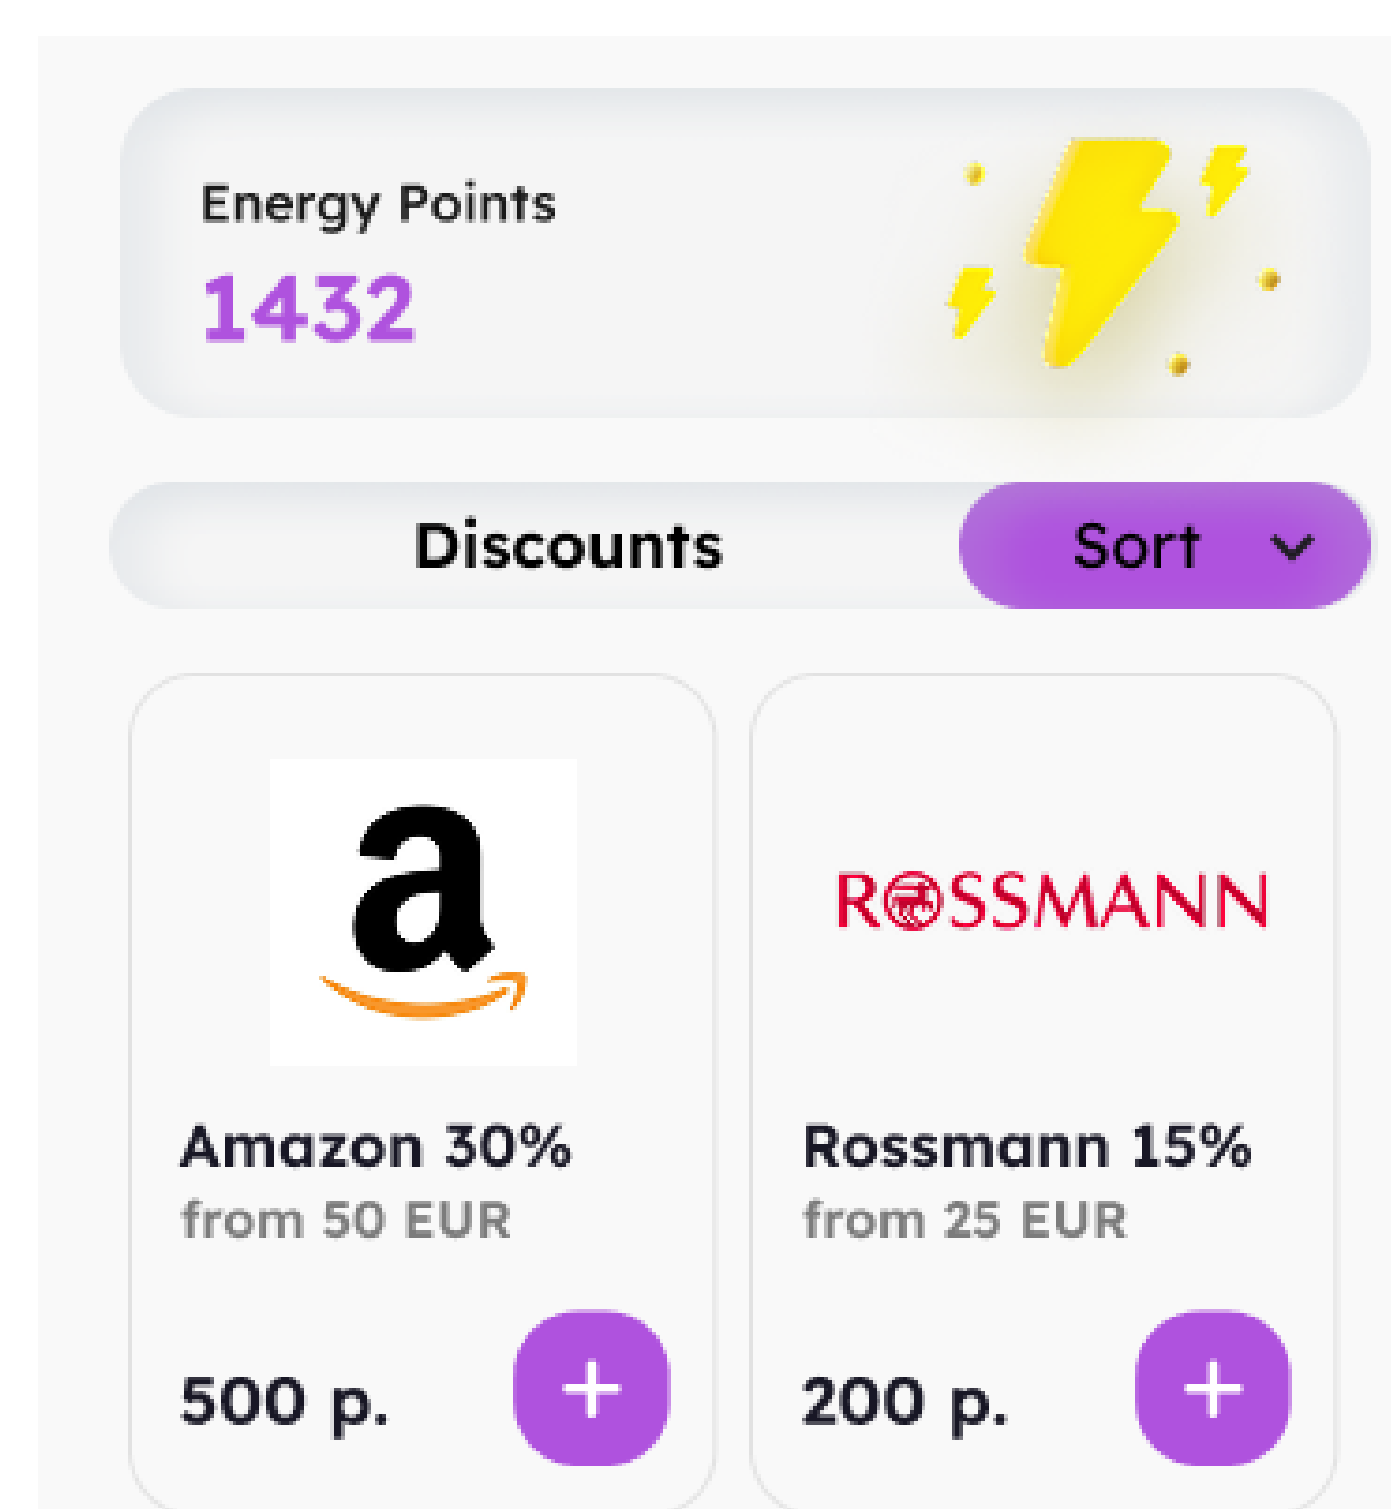 Energy Points
1432
Discounts
Sort
a
ROSSMANN
Amazon 30%
from 50 EUR
500 p.
Rossmann 15%
from 25 EUR
200 p.